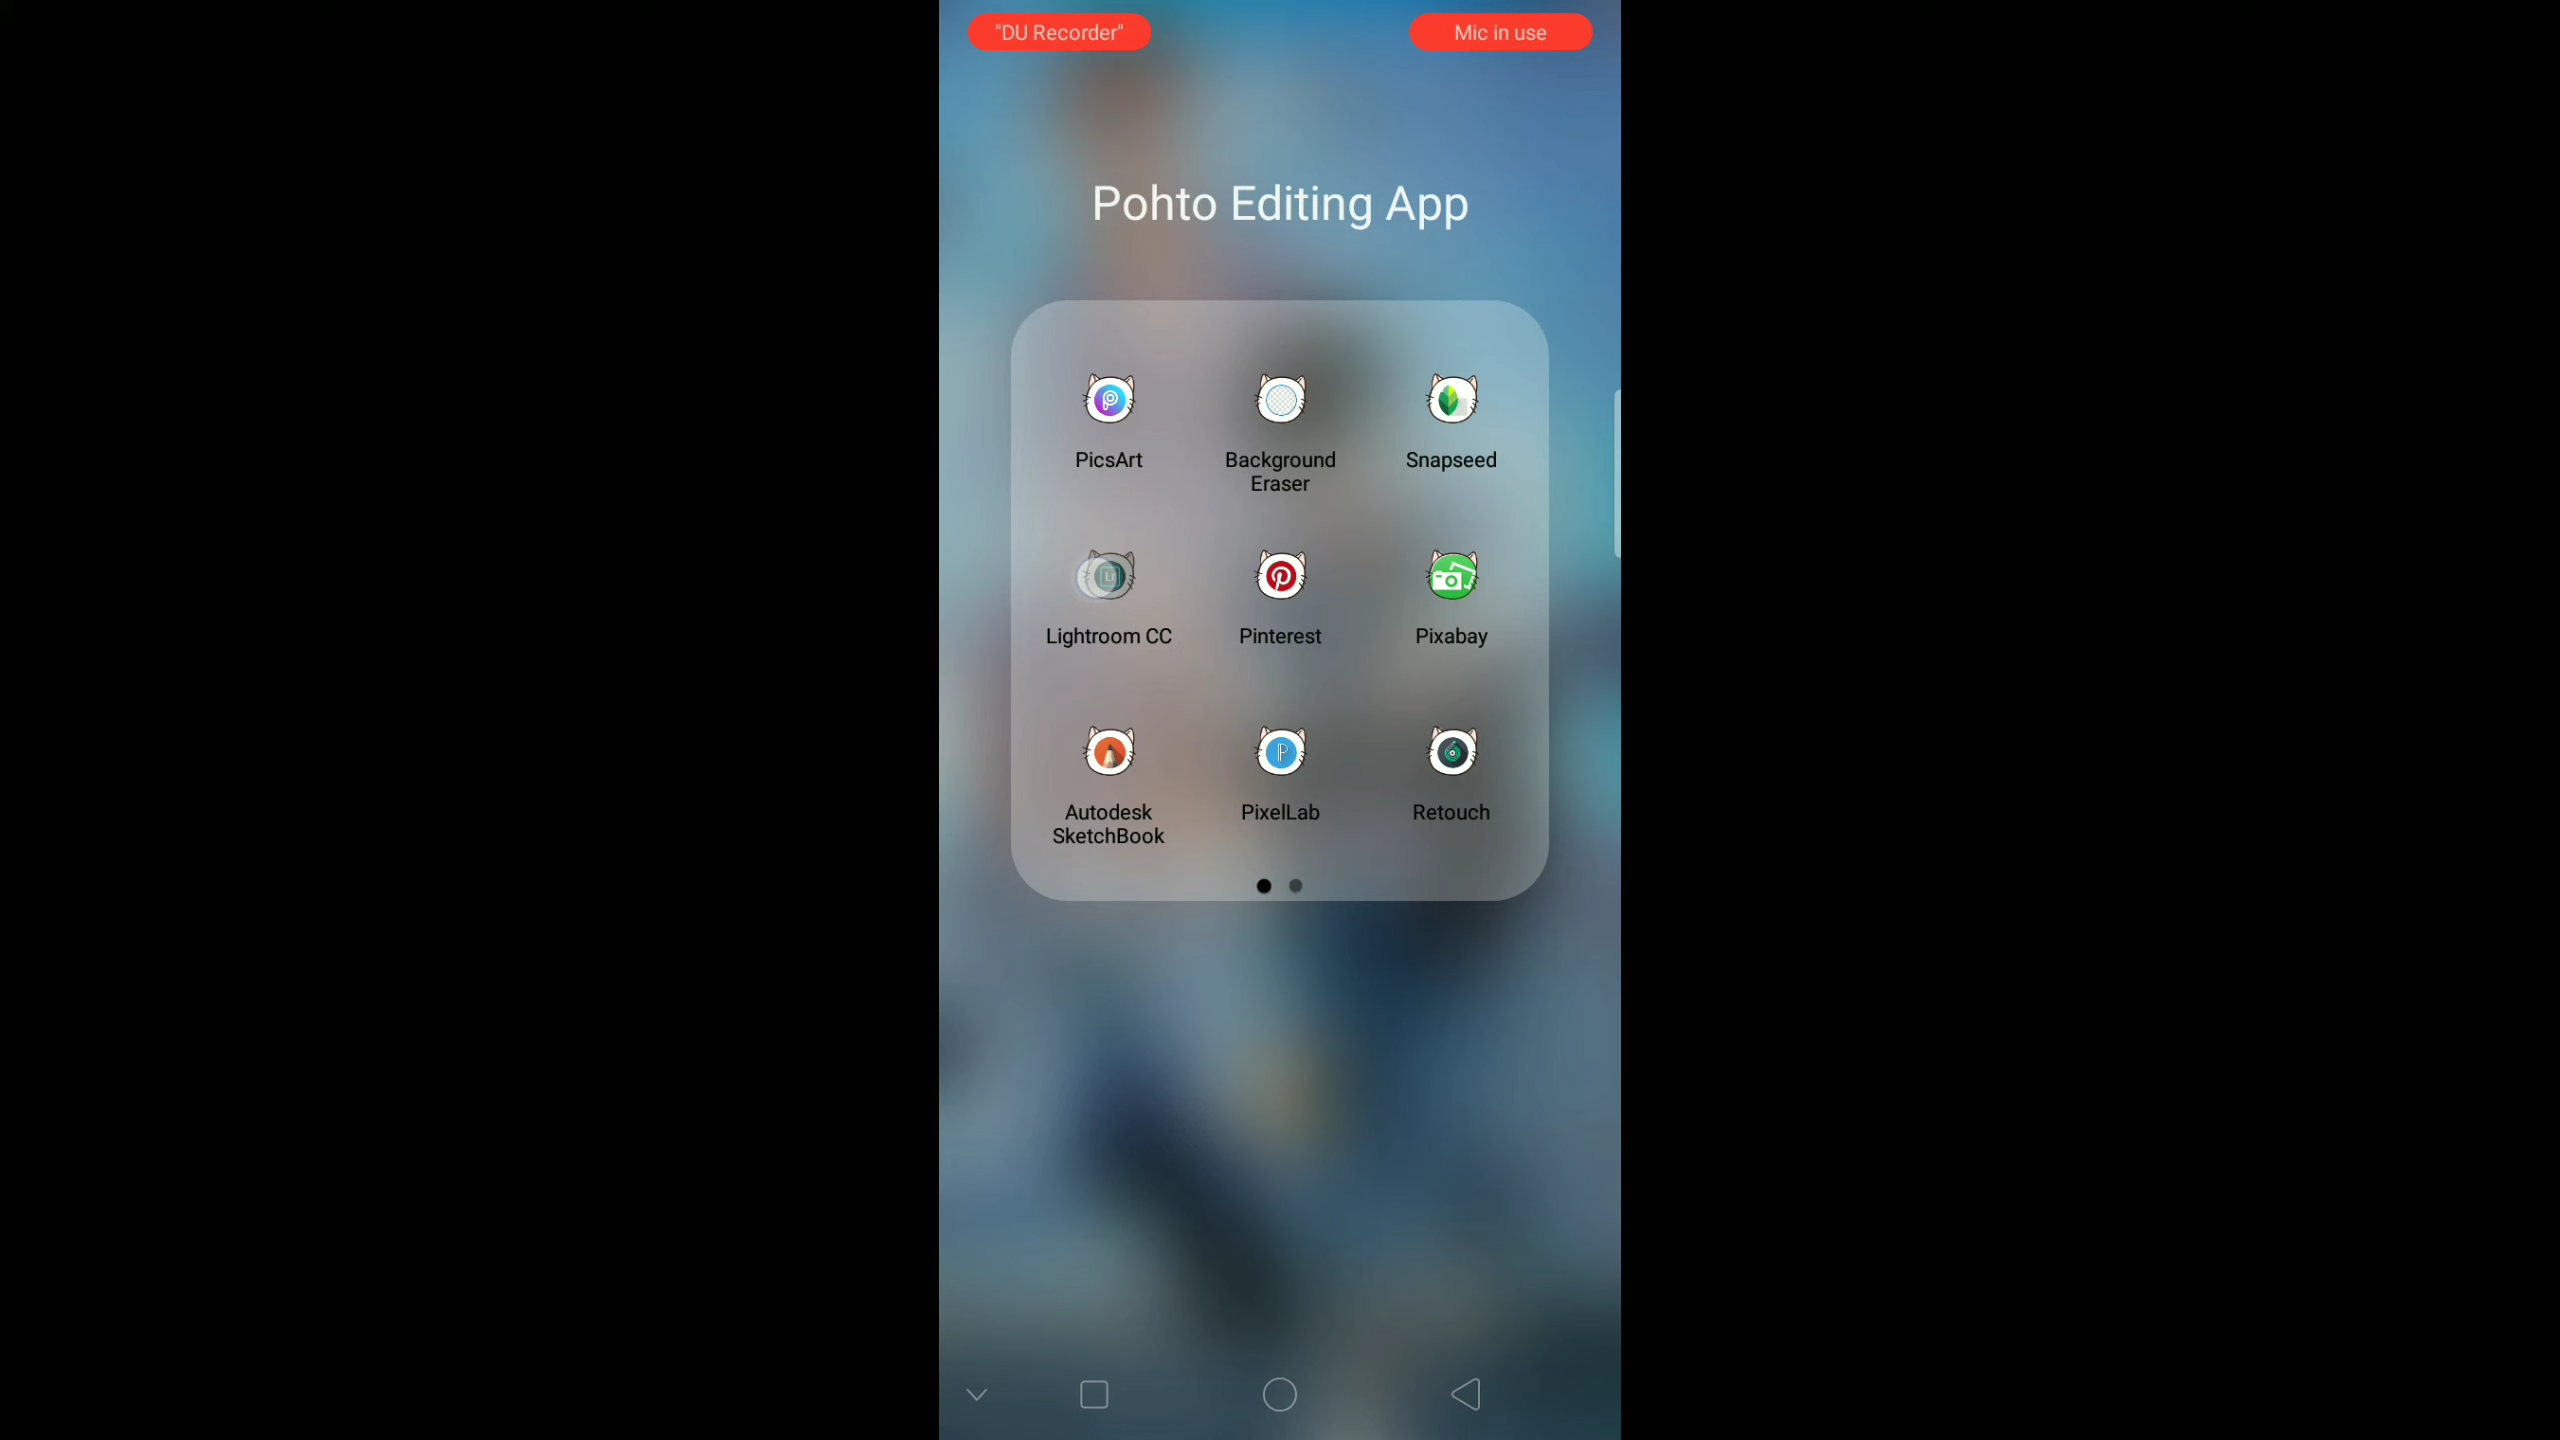 "DU Recorder" Mic in use
Pohto Editing App
PicsArt Background Snapseed
Eraser
Lightroom CC Pinterest Pixabay
Autodesk PixelLab Retouch
SketchBook